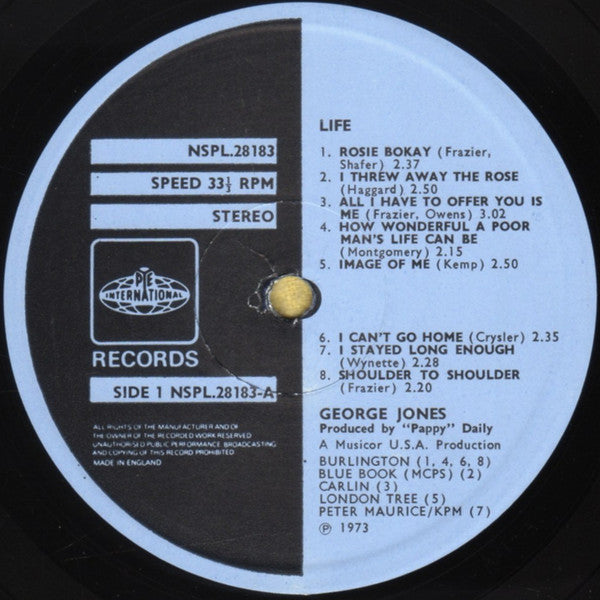 NSPL.28183
SPEED 33⅓ RPM
STEREO
PYE
INTERNATIONAL
RECORDS
SIDE 1 NSPL.28183-A
ALL RIGHTS OF THE MANUFACTURER AND OF
THE OWNER OF THE RECORDED WORK RESERVED
UNAUTHORISED PUBLIC PERFORMANCE BROADCASTING
AND COPYING OF THIS RECORD PROHIBITED
MADE IN ENGLAND
LIFE
1. ROSIE BOKAY (Frazier,
Shafer) 2.37
2. I THREW AWAY THE ROSE
(Haggard) 2.50
3. ALL I HAVE TO OFFER YOU IS
ME (Frazier, Owens) 3.02
4. HOW WONDERFUL A POOR
MAN'S LIFE CAN BE
(Montgomery) 2.15
5. IMAGE OF ME (Kemp) 2.50
6. I CAN'T GO HOME (Crysler) 2.35
7. I STAYED LONG ENOUGH
(Wynette) 2.28
8. SHOULDER TO SHOULDER
(Frazier) 2.20
GEORGE JONES
Produced by "Pappy" Daily
A Musicor U.S.A. Production
BURLINGTON (1, 4, 6, 8)
BLUE BOOK (MCPS) (2)
CARLIN (3)
LONDON TREE (5)
PETER MAURICE/KPM (7)
℗ 1973